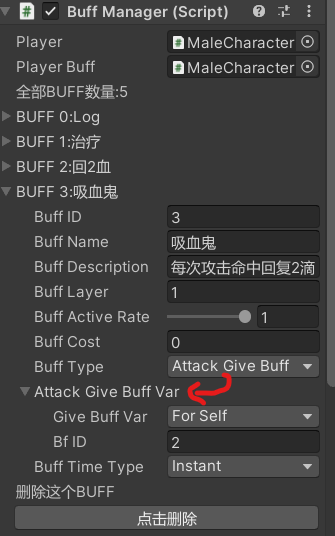 Buff Manager (Script)
Player MaleCharacter
Player Buff MaleCharacter
全部BUFF数量:5
BUFF 0:Log
BUFF 1:治疗
BUFF 2:回2血
BUFF 3:吸血鬼
Buff ID 3
Buff Name 吸血鬼
Buff Description 每次攻击命中回复2滴
Buff Layer 1
Buff Active Rate 1
Buff Cost 0
Buff Type Attack Give Buff
Attack Give Buff Var
Give Buff Var For Self
Bf ID 2
Buff Time Type Instant
删除这个BUFF
点击删除